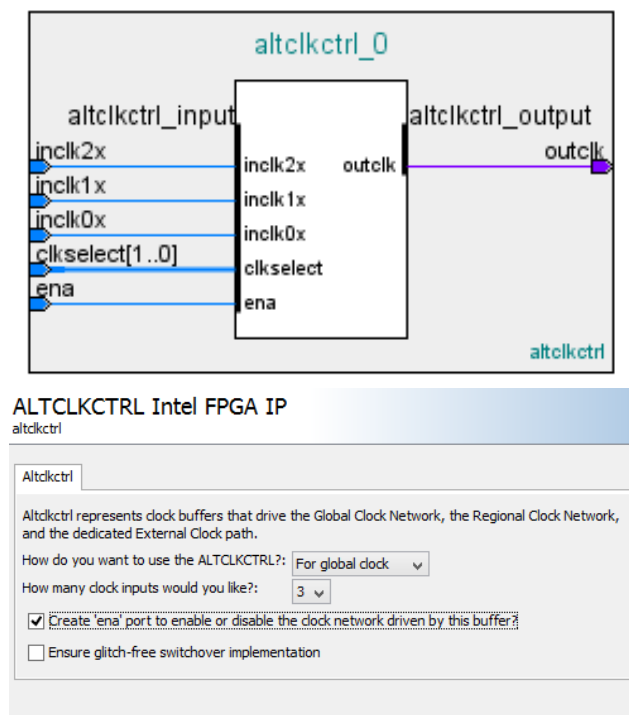 altclkctrl_0
altclkctrl_input altclkctrl_output
inclk2x outclk
inclk2x outclk
inclk1x
inclk1x
inclk0x
inclk0x
clkselect[1..0]
clkselect
ena
ena
altclkctrl
ALTCLKCTRL Intel FPGA IP
altclkctrl
Altclkctrl
Altclkctrl represents clock buffers that drive the Global Clock Network, the Regional Clock Network,
and the dedicated External Clock path.
How do you want to use the ALTCLKCTRL?: For global clock
How many clock inputs would you like?: 3
Create 'ena' port to enable or disable the clock network driven by this buffer?
Ensure glitch-free switchover implementation